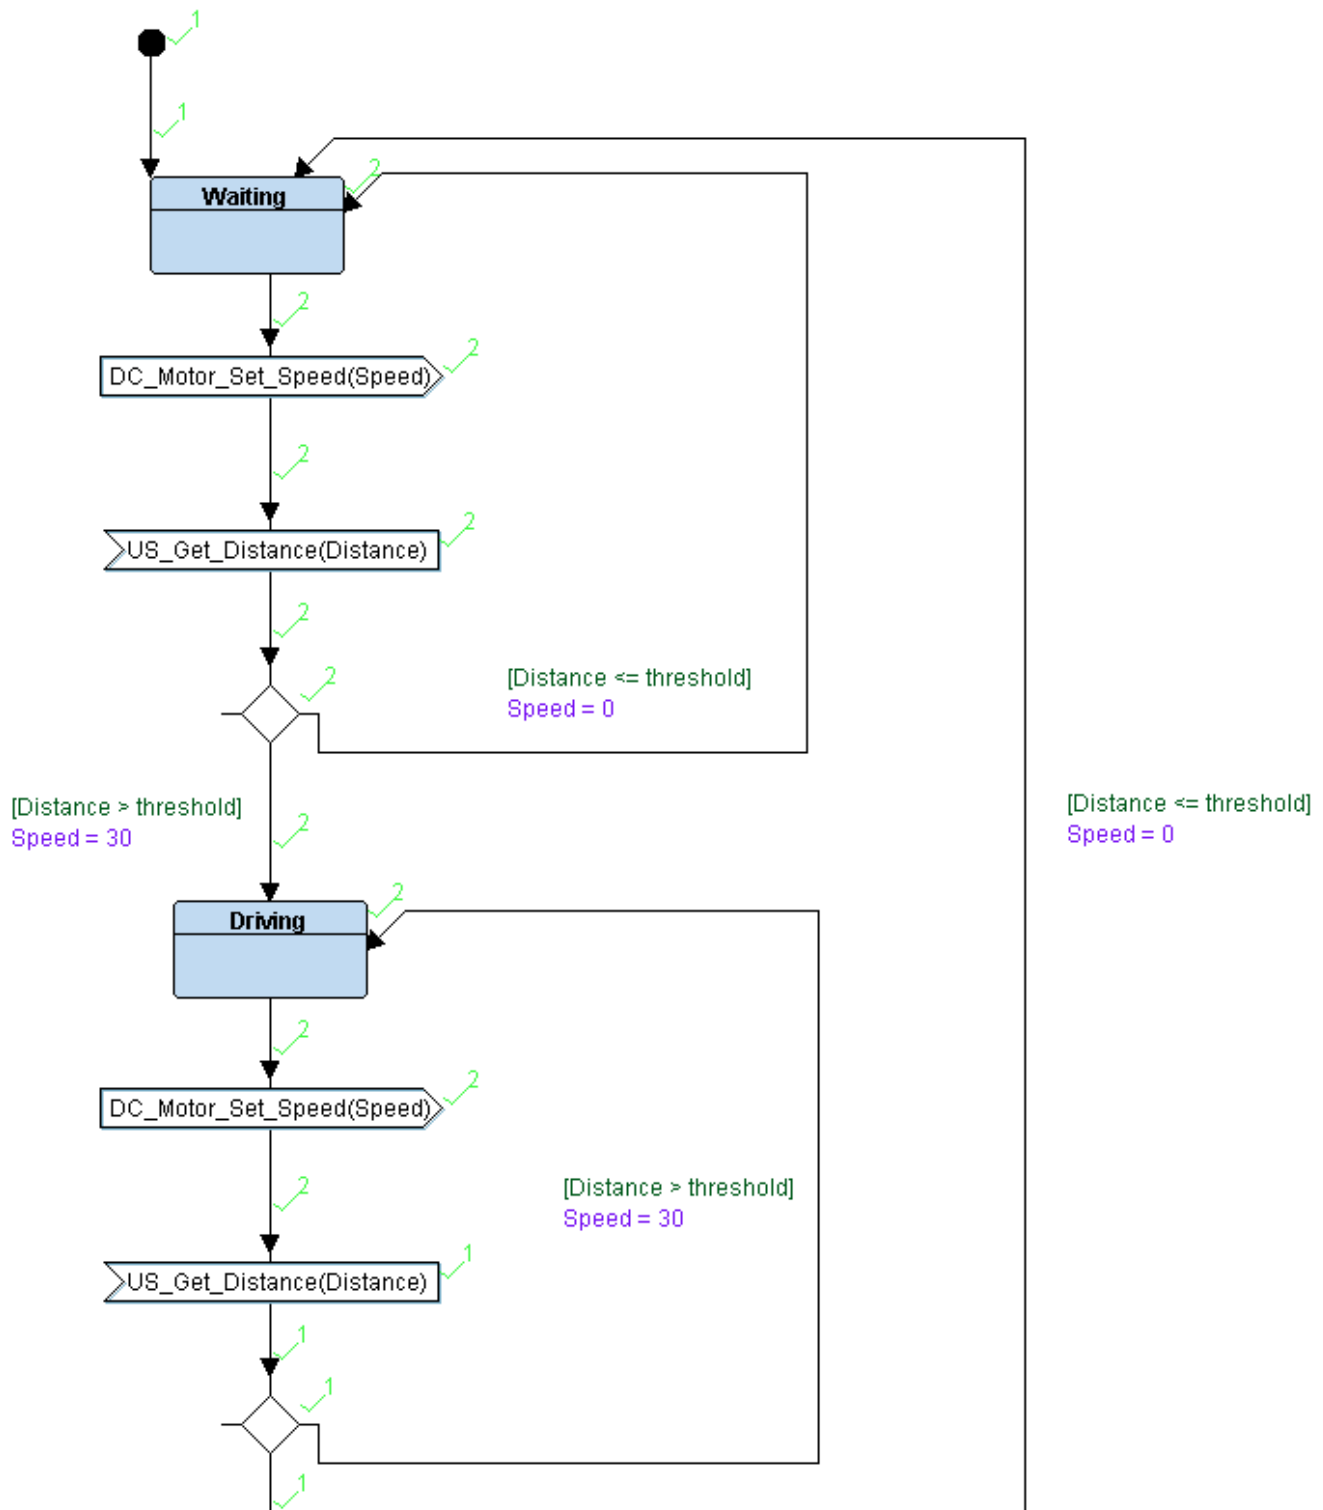 1
1
2
Waiting
2
2
DC_Motor_Set_Speed(Speed)
2
2
US_Get_Distance(Distance)
2
2
[Distance <= threshold]
Speed = 0
[Distance > threshold]
Speed = 30
2
[Distance <= threshold]
Speed = 0
2
Driving
2
2
DC_Motor_Set_Speed(Speed)
2
[Distance > threshold]
Speed = 30
1
US_Get_Distance(Distance)
1
1
1